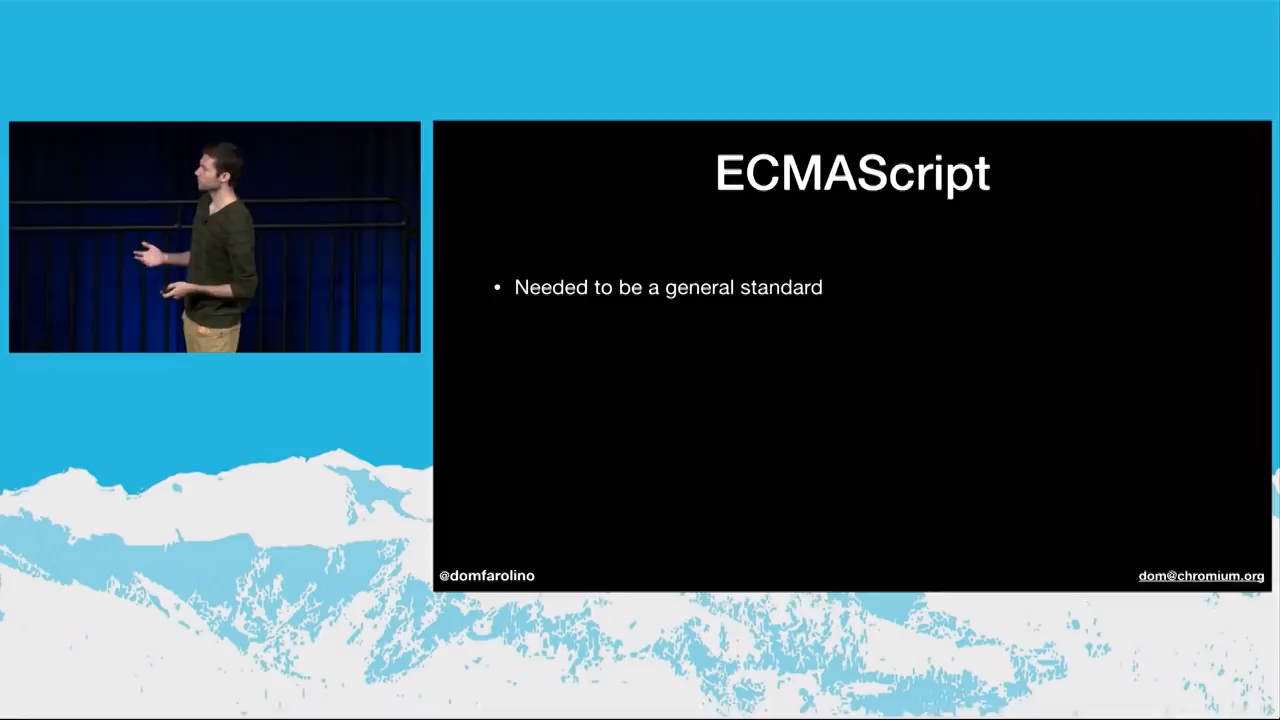 ECMAScript
• Needed to be a general standard
@domfarolino
dom@chromium.org